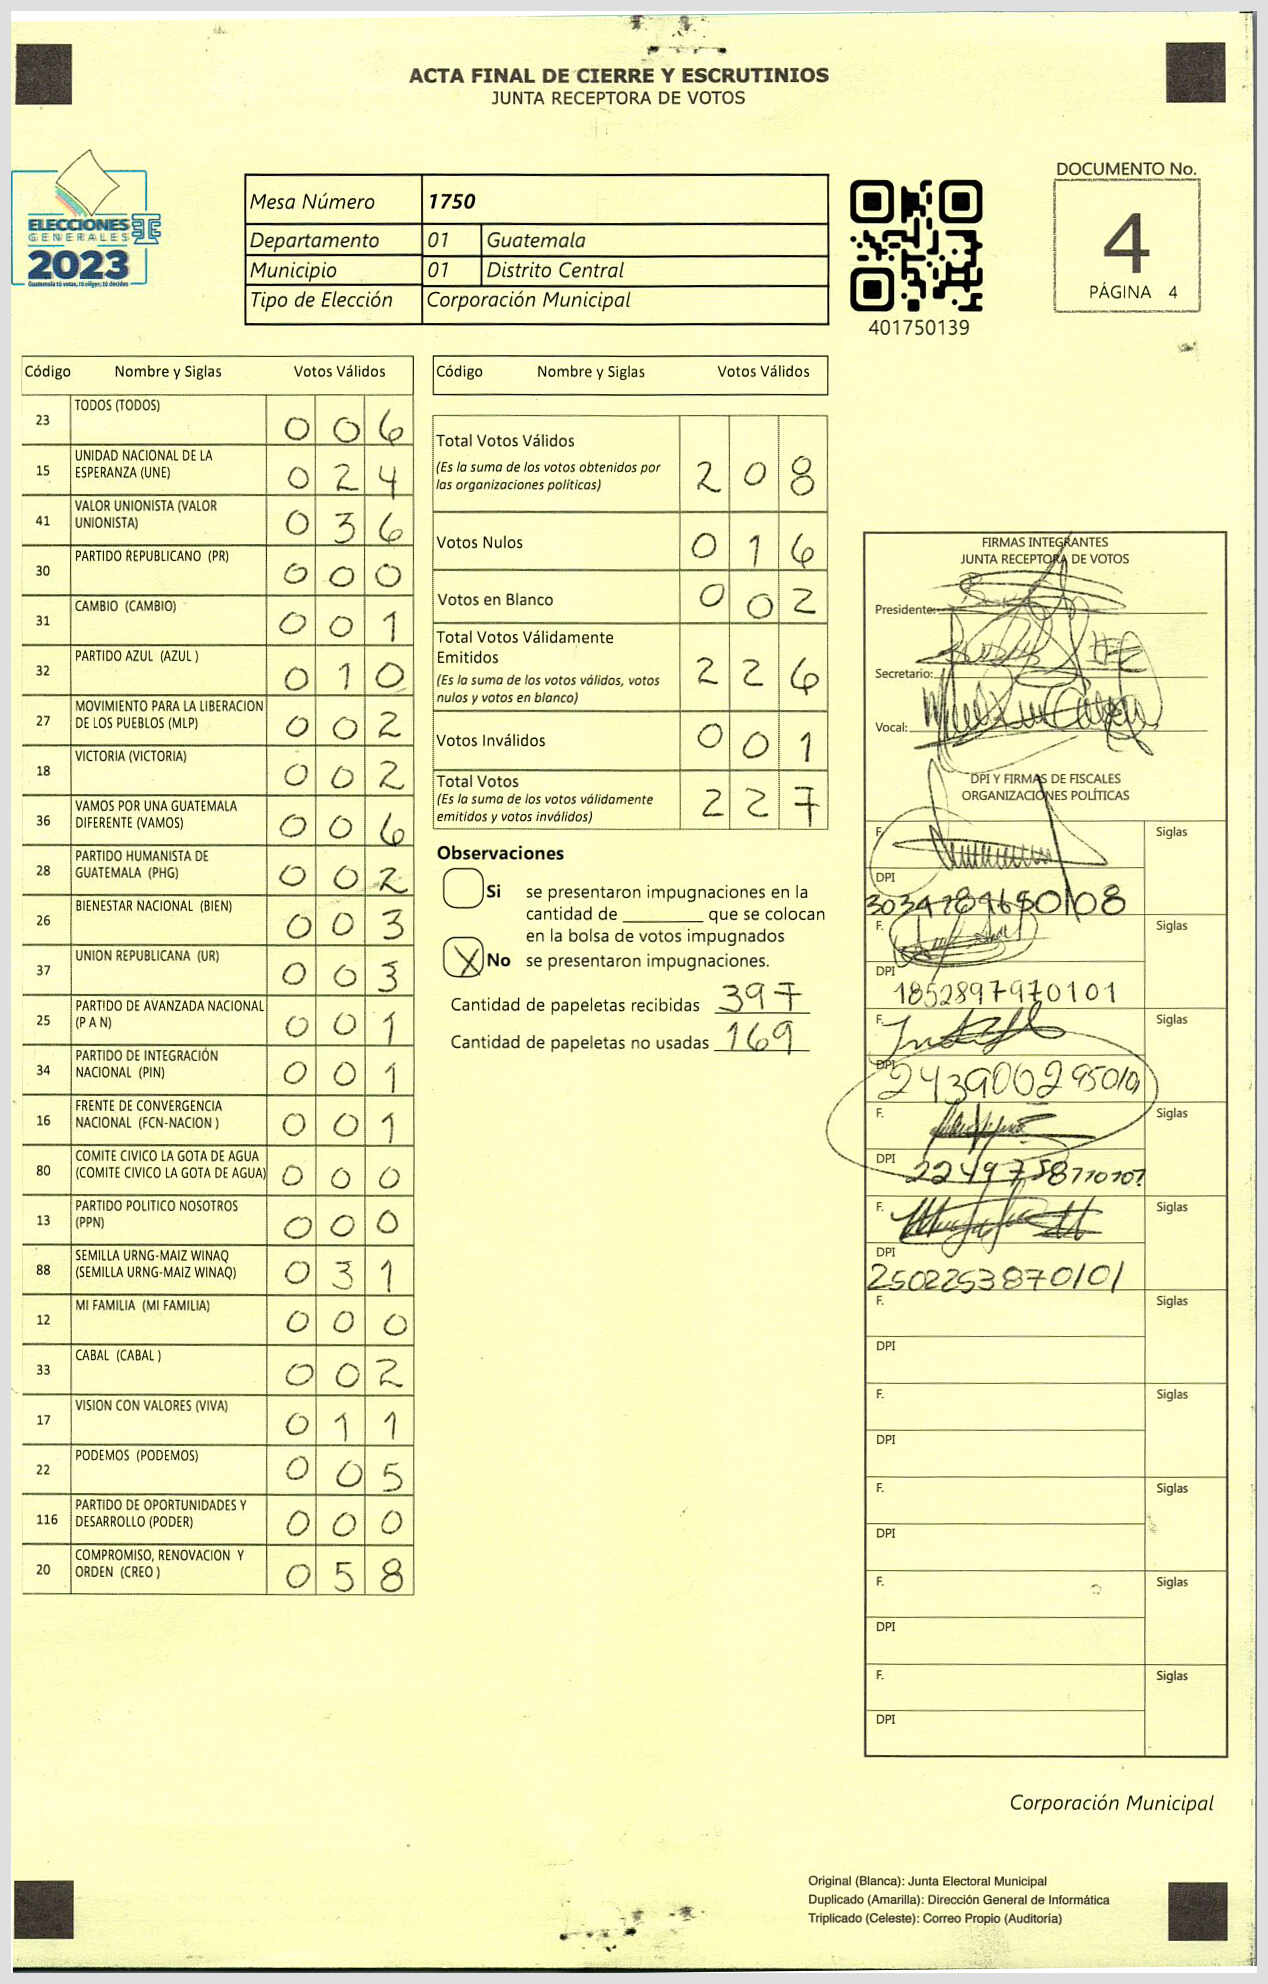 ACTA FINAL DE CIERRE Y ESCRUTINIOS
JUNTA RECEPTORA DE VOTOS
ELECCIONES
GENERALES
2023
Guatemala tú votas, tú eliges, tú decides
Mesa Número 1750
Departamento 01 Guatemala
Municipio 01 Distrito Central
Tipo de Elección Corporación Municipal
401750139
DOCUMENTO No.
4
PÁGINA 4
Código Nombre y Siglas Votos Válidos
23 TODOS (TODOS) 0 0 6
15 UNIDAD NACIONAL DE LA
ESPERANZA (UNE) 0 2 4
41 VALOR UNIONISTA (VALOR
UNIONISTA) 0 3 6
30 PARTIDO REPUBLICANO (PR) 0 0 0
31 CAMBIO (CAMBIO) 0 0 1
32 PARTIDO AZUL (AZUL ) 0 1 0
27 MOVIMIENTO PARA LA LIBERACION
DE LOS PUEBLOS (MLP) 0 0 2
18 VICTORIA (VICTORIA) 0 0 2
36 VAMOS POR UNA GUATEMALA
DIFERENTE (VAMOS) 0 0 6
28 PARTIDO HUMANISTA DE
GUATEMALA (PHG) 0 0 2
26 BIENESTAR NACIONAL (BIEN) 0 0 3
37 UNION REPUBLICANA (UR) 0 0 3
25 PARTIDO DE AVANZADA NACIONAL
(P A N) 0 0 1
34 PARTIDO DE INTEGRACIÓN
NACIONAL (PIN) 0 0 1
16 FRENTE DE CONVERGENCIA
NACIONAL (FCN-NACION ) 0 0 1
80 COMITE CIVICO LA GOTA DE AGUA
(COMITE CIVICO LA GOTA DE AGUA) 0 0 0
13 PARTIDO POLITICO NOSOTROS
(PPN) 0 0 0
88 SEMILLA URNG-MAIZ WINAQ
(SEMILLA URNG-MAIZ WINAQ) 0 3 1
12 MI FAMILIA (MI FAMILIA) 0 0 0
33 CABAL (CABAL ) 0 0 2
17 VISION CON VALORES (VIVA) 0 1 1
22 PODEMOS (PODEMOS) 0 0 5
116 PARTIDO DE OPORTUNIDADES Y
DESARROLLO (PODER) 0 0 0
20 COMPROMISO, RENOVACION Y
ORDEN (CREO ) 0 5 8
Código Nombre y Siglas Votos Válidos
Total Votos Válidos
(Es la suma de los votos obtenidos por
las organizaciones políticas) 2 0 8
Votos Nulos 0 1 6
Votos en Blanco 0 0 2
Total Votos Válidamente
Emitidos
(Es la suma de los votos válidos, votos
nulos y votos en blanco) 2 2 6
Votos Inválidos 0 0 1
Total Votos
(Es la suma de los votos válidamente
emitidos y votos inválidos) 2 2 7
Observaciones
Si se presentaron impugnaciones en la
cantidad de ________ que se colocan
en la bolsa de votos impugnados
X No se presentaron impugnaciones.
Cantidad de papeletas recibidas 397
Cantidad de papeletas no usadas 169
FIRMAS INTEGRANTES
JUNTA RECEPTORA DE VOTOS
Presidente:
Secretario:
Vocal:
DPI Y FIRMAS DE FISCALES
ORGANIZACIONES POLÍTICAS
F. Siglas
DPI
F. Siglas
DPI
1852897970101
F. Siglas
DPI
F. Siglas
DPI
F. Siglas
DPI
2502253870101
F. Siglas
DPI
F. Siglas
DPI
F. Siglas
DPI
F. Siglas
DPI
F. Siglas
DPI
Corporación Municipal
Original (Blanca): Junta Electoral Municipal
Duplicado (Amarilla): Dirección General de Informática
Triplicado (Celeste): Correo Propio (Auditoría)